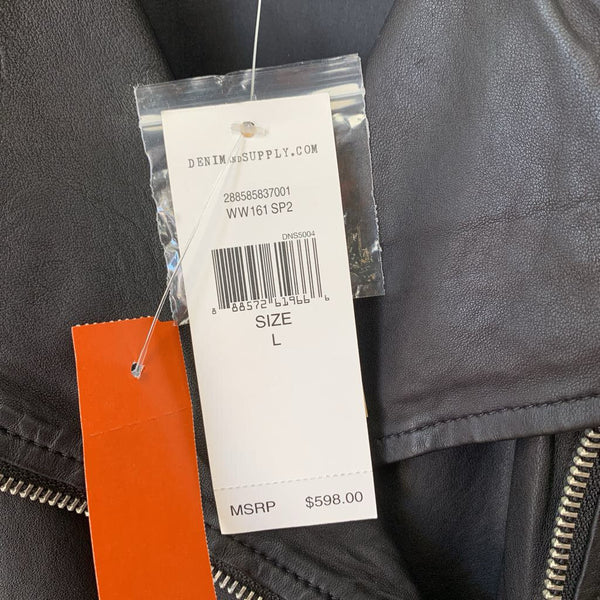 DENIMANDSUPPLY.COM
288585837001
WW161 SP2
DNS5004
8 88572 61966 6
SIZE
L
MSRP $598.00